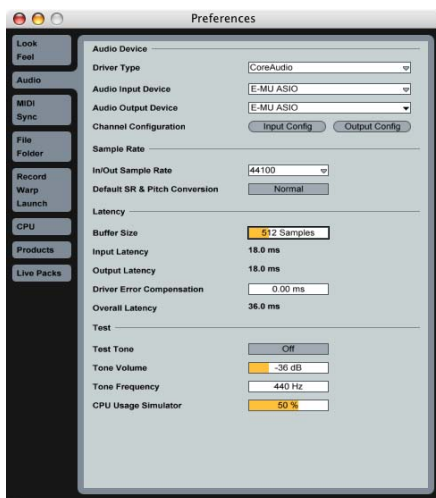 Preferences
Look
Feel
Audio
MIDI
Sync
File
Folder
Record
Warp
Launch
CPU
Products
Live Packs
Audio Device
Driver Type CoreAudio
Audio Input Device E-MU ASIO
Audio Output Device E-MU ASIO
Channel Configuration Input Config Output Config
Sample Rate
In/Out Sample Rate 44100
Default SR & Pitch Conversion Normal
Latency
Buffer Size 512 Samples
Input Latency 18.0 ms
Output Latency 18.0 ms
Driver Error Compensation 0.00 ms
Overall Latency 36.0 ms
Test
Test Tone Off
Tone Volume -36 dB
Tone Frequency 440 Hz
CPU Usage Simulator 50 %